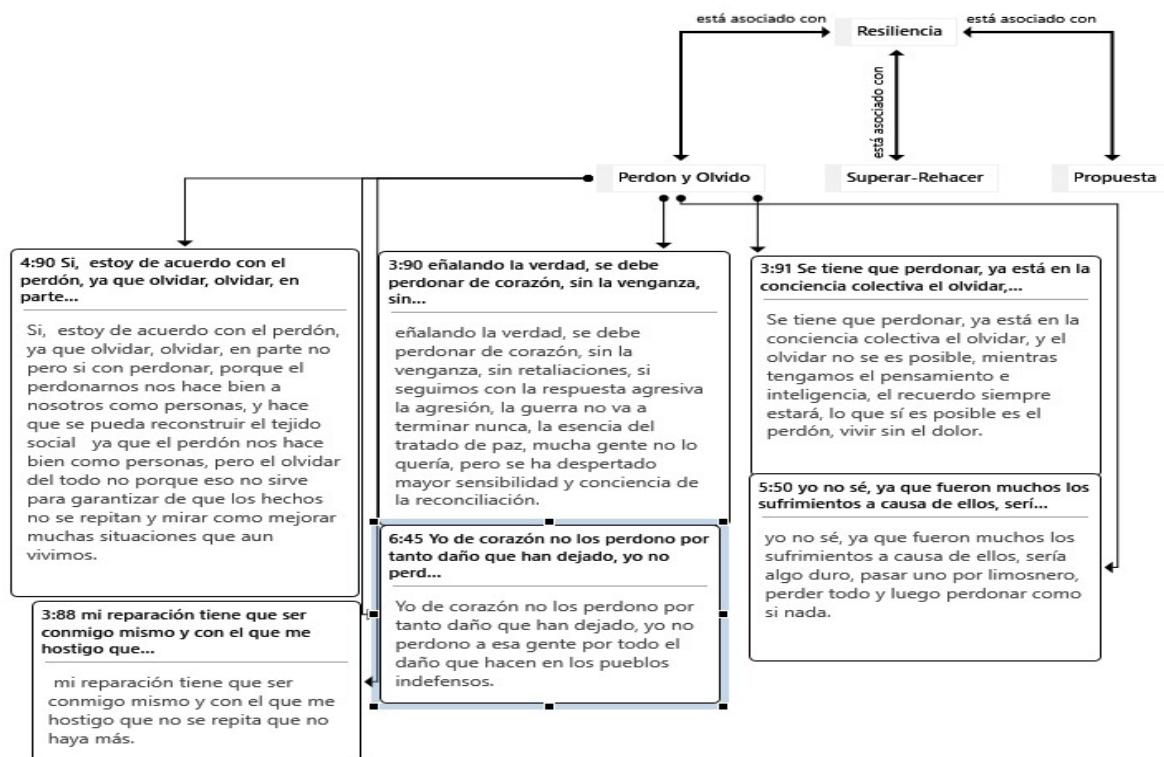 está asociado con
Resiliencia
está asociado con
está asociado con
Perdon y Olvido
Superar-Rehacer
Propuesta
4:90 Si, estoy de acuerdo con el
perdón, ya que olvidar, olvidar, en
parte...
Si, estoy de acuerdo con el perdón,
ya que olvidar, olvidar, en parte no
pero si con perdonar, porque el
perdonarnos nos hace bien a
nosotros como personas, y hace
que se pueda reconstruir el tejido
social ya que el perdón nos hace
bien como personas, pero el olvidar
del todo no porque eso no sirve
para garantizar de que los hechos
no se repitan y mirar como mejorar
muchas situaciones que aun
vivimos.
3:90 eñalando la verdad, se debe
perdonar de corazón, sin la venganza,
sin...
eñalando la verdad, se debe
perdonar de corazón, sin la
venganza, sin retaliaciones, si
seguimos con la respuesta agresiva
la agresión, la guerra no va a
terminar nunca, la esencia del
tratado de paz, mucha gente no lo
quería, pero se ha despertado
mayor sensibilidad y conciencia de
la reconciliación.
3:91 Se tiene que perdonar, ya está en la
conciencia colectiva el olvidar,...
Se tiene que perdonar, ya está en la
conciencia colectiva el olvidar, y el
olvidar no se es posible, mientras
tengamos el pensamiento e
inteligencia, el recuerdo siempre
estará, lo que sí es posible es el
perdón, vivir sin el dolor.
3:88 mi reparación tiene que ser
conmigo mismo y con el que me
hostigo que...
mi reparación tiene que ser
conmigo mismo y con el que me
hostigo que no se repita que no
haya más.
6:45 Yo de corazón no los perdono por
tanto daño que han dejado, yo no
perd...
Yo de corazón no los perdono por
tanto daño que han dejado, yo no
perdono a esa gente por todo el
daño que hacen en los pueblos
indefensos.
5:50 yo no sé, ya que fueron muchos los
sufrimientos a causa de ellos, serí...
yo no sé, ya que fueron muchos los
sufrimientos a causa de ellos, sería
algo duro, pasar uno por limosnero,
perder todo y luego perdonar como
si nada.